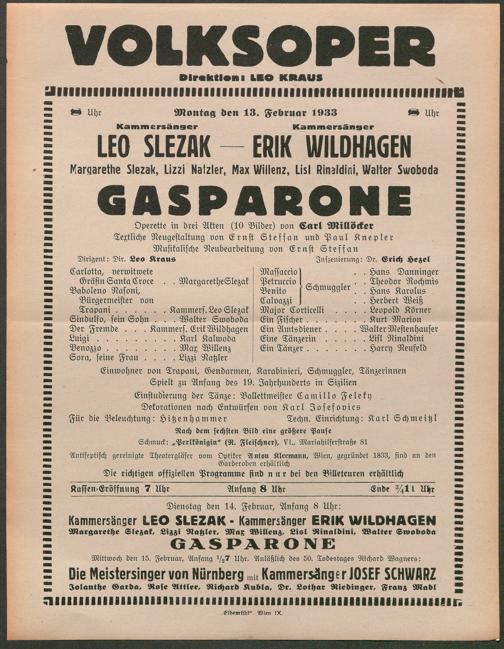 VOLKSOPER
Direktion: LEO KRAUS
Uhr Montag den 13. Februar 1933 Uhr
Kammersänger Kammersänger
LEO SLEZAK — ERIK WILDHAGEN
Margarethe Slezak, Lizzi Natzler, Max Willenz, Lisl Rinaldini, Walter Swoboda
GASPARONE
Operette in drei Akten (10 Bilder) von Carl Millöcker
Textliche Neugestaltung von Ernst Steffan und Paul Knepler
Musikalische Neubearbeitung von Ernst Steffan
Dirigent: Dir. Leo Kraus Inszenierung: Dr. Erich Hezel
Carlotta, verwitwete
Gräfin Santa Croce . . Margarethe Slezak
Baboleno Nasoni,
Bürgermeister von
Trapani . . . . Kammers. Leo Slezak
Sindulfo, sein Sohn . . Walter Swoboda
Der Fremde . . Kammers. Erik Wildhagen
Luigi . . . . . . Karl Kalwoda
Benozzo . . . . . Max Willenz
Sora, seine Frau . . . . Lizzi Natzler
Massaccio . . Hans Danninger
Petruccio . . Theodor Rochmis
Benito . . Hans Karolus
Calvazzi . . Herbert Weiß
Schmuggler
Major Corticelli . . . . Leopold Körner
Ein Fischer . . . . . Kurt Marion
Ein Amtsdiener . . . Walter Mestenhauser
Eine Tänzerin . . . . Lisl Rinaldini
Ein Tänzer . . . . . Harry Neufeld
Einwohner von Trapani, Gendarmen, Karabinieri, Schmuggler, Tänzerinnen
Spielt zu Anfang des 19. Jahrhunderts in Sizilien
Einstudierung der Tänze: Ballettmeister Camillo Felety
Dekorationen nach Entwürfen von Karl Josefovics
Für die Beleuchtung: Hitzenhammer Techn. Einrichtung: Karl Schmeitzl
Nach dem sechsten Bild eine größere Pause
Schmuck: „Perlkönigin" (R. Fleischner), VI., Mariahilferstraße 81
Antiseptisch gereinigte Theatergläser vom Optiker Anton Kleemann, Wien, gegründet 1833, sind an den
Garderoben erhältlich
Die richtigen offiziellen Programme sind nur bei den Billeteuren erhältlich
Kassen-Eröffnung 7 Uhr Anfang 8 Uhr Ende ¾11 Uhr
Dienstag den 14. Februar, Anfang 8 Uhr:
Kammersänger LEO SLEZAK - Kammersänger ERIK WILDHAGEN
Margarethe Slezak, Lizzi Natzler, Max Willenz, Lisl Rinaldini, Walter Swoboda
GASPARONE
Mittwoch den 15. Februar, Anfang ½7 Uhr. Anläßlich des 50. Todestages Richard Wagners:
Die Meistersinger von Nürnberg mit Kammersänger JOSEF SCHWARZ
Jolanthe Garda, Rose Attler, Richard Kubla, Dr. Lothar Riedinger, Franz Madl
„Elbemühl" Wien IX.